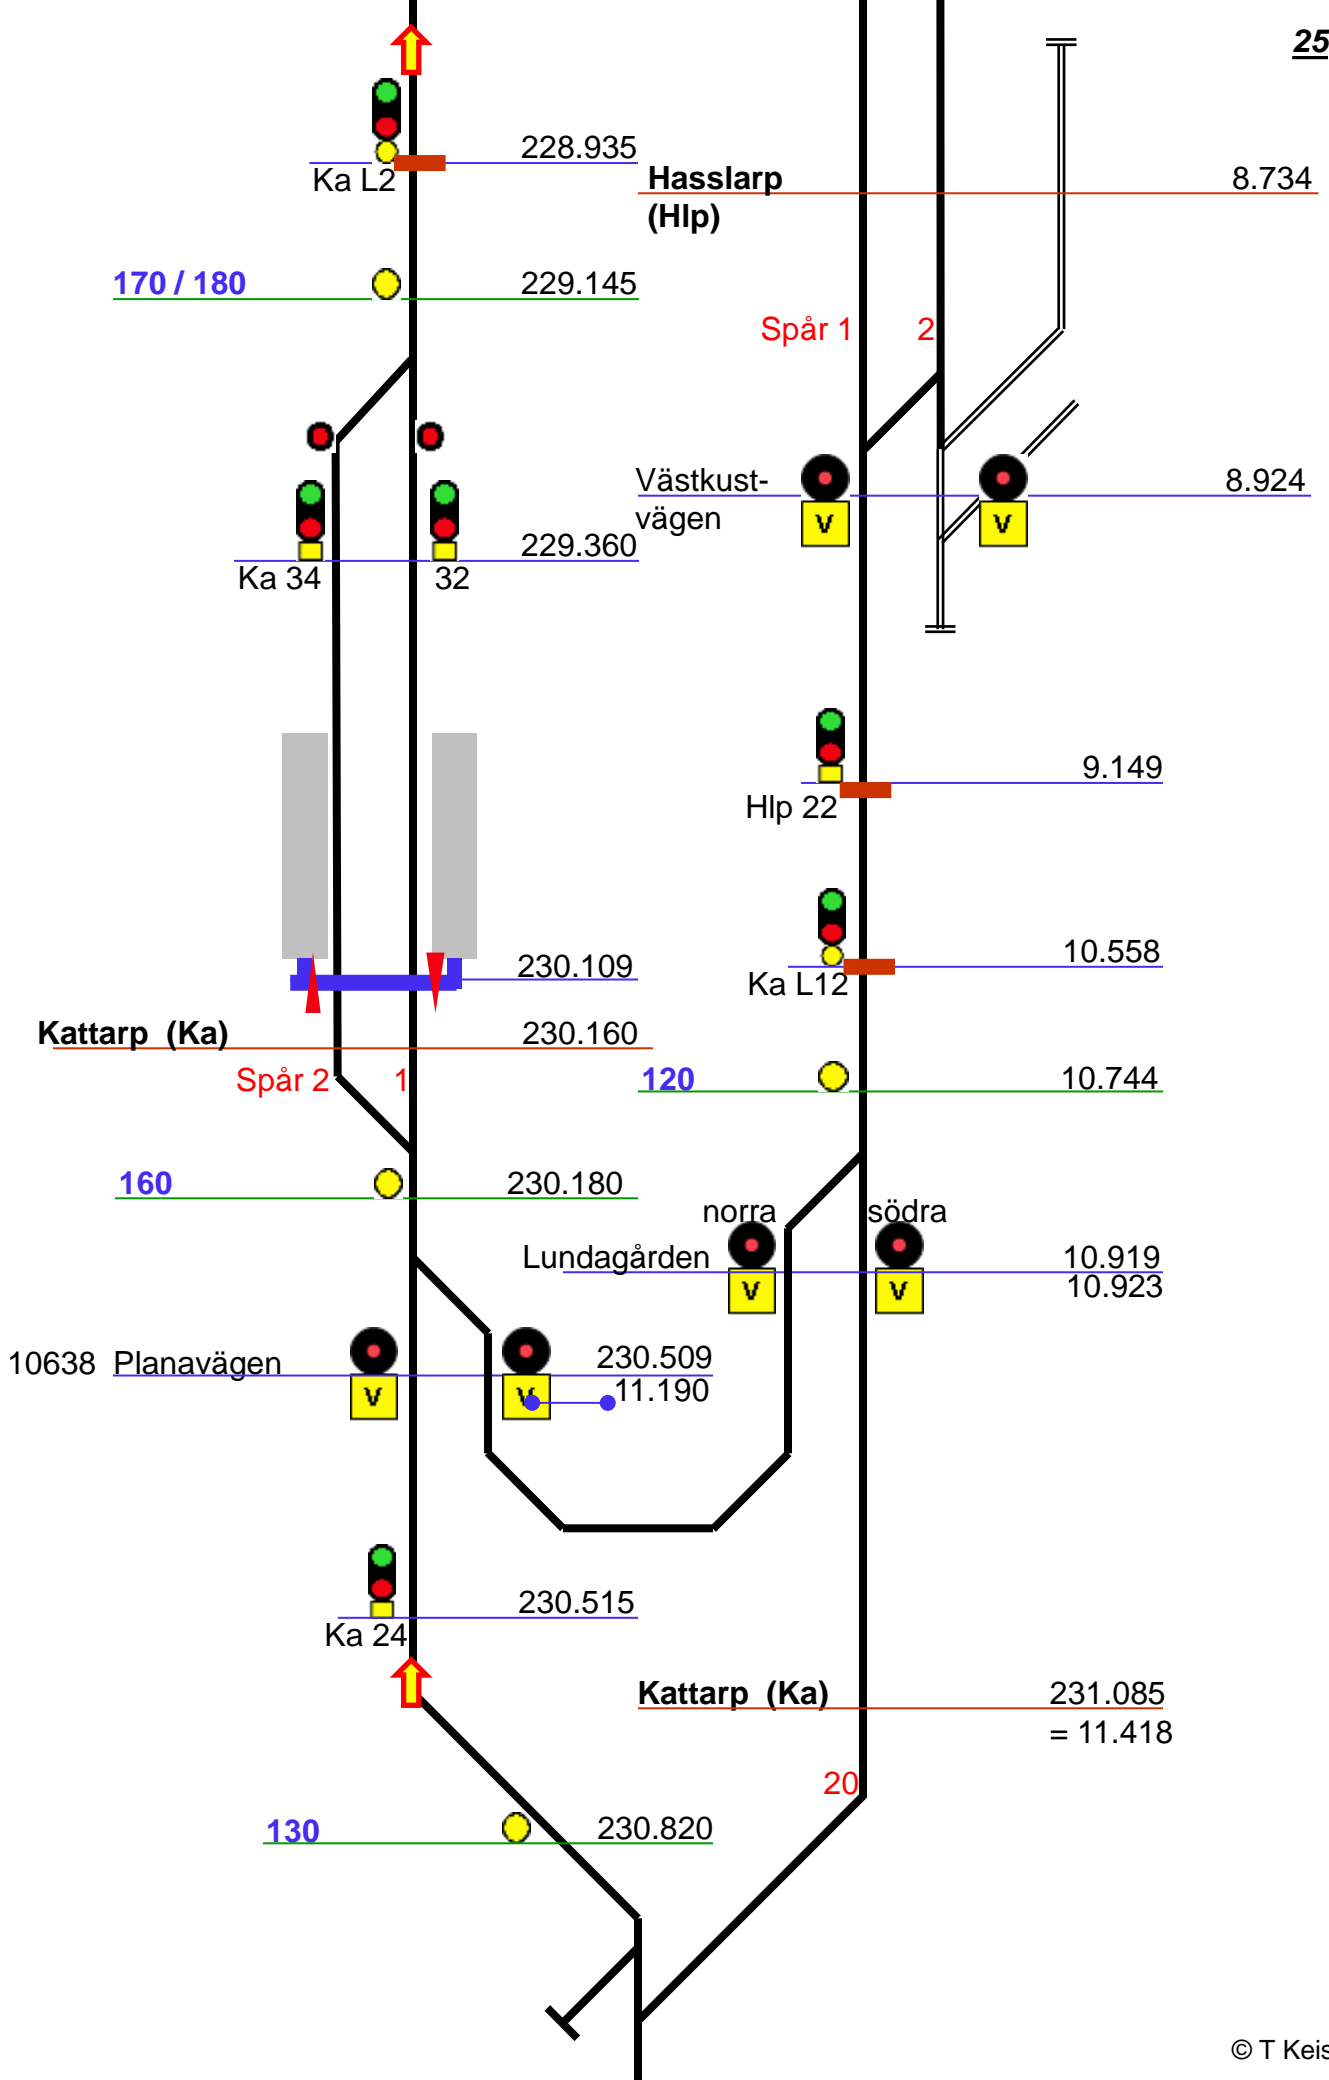 25
228.935
Ka L2
Hasslarp
8.734
(Hlp)
170 / 180
229.145
Spår 1
2
Västkust-
vägen
8.924
V
V
229.360
Ka 34
32
9.149
Hlp 22
230.109
10.558
Ka L12
Kattarp (Ka)
230.160
Spår 2
1
120
10.744
160
230.180
norra
södra
Lundagården
10.919
10.923
V
V
10638 Planavägen
230.509
11.190
V
V
230.515
Ka 24
Kattarp (Ka)
231.085
= 11.418
20
130
230.820
© T Keis